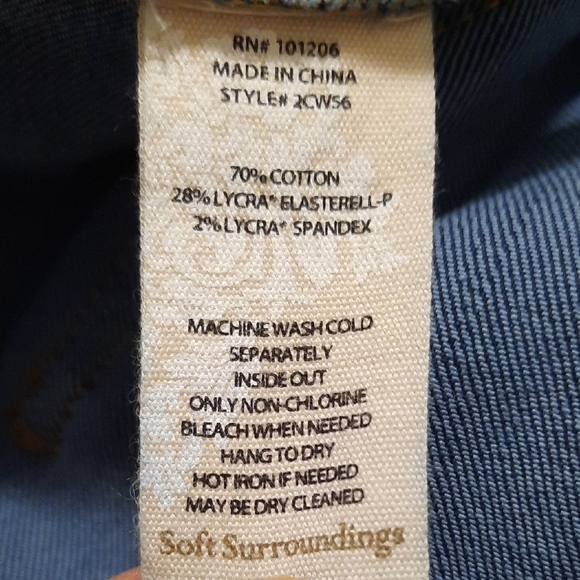 RN# 101206
MADE IN CHINA
STYLE# 2CW56
70% COTTON
28% LYCRA® ELASTERELL-P
2% LYCRA® SPANDEX
MACHINE WASH COLD
SEPARATELY
INSIDE OUT
ONLY NON-CHLORINE
BLEACH WHEN NEEDED
HANG TO DRY
HOT IRON IF NEEDED
MAY BE DRY CLEANED
Soft Surroundings